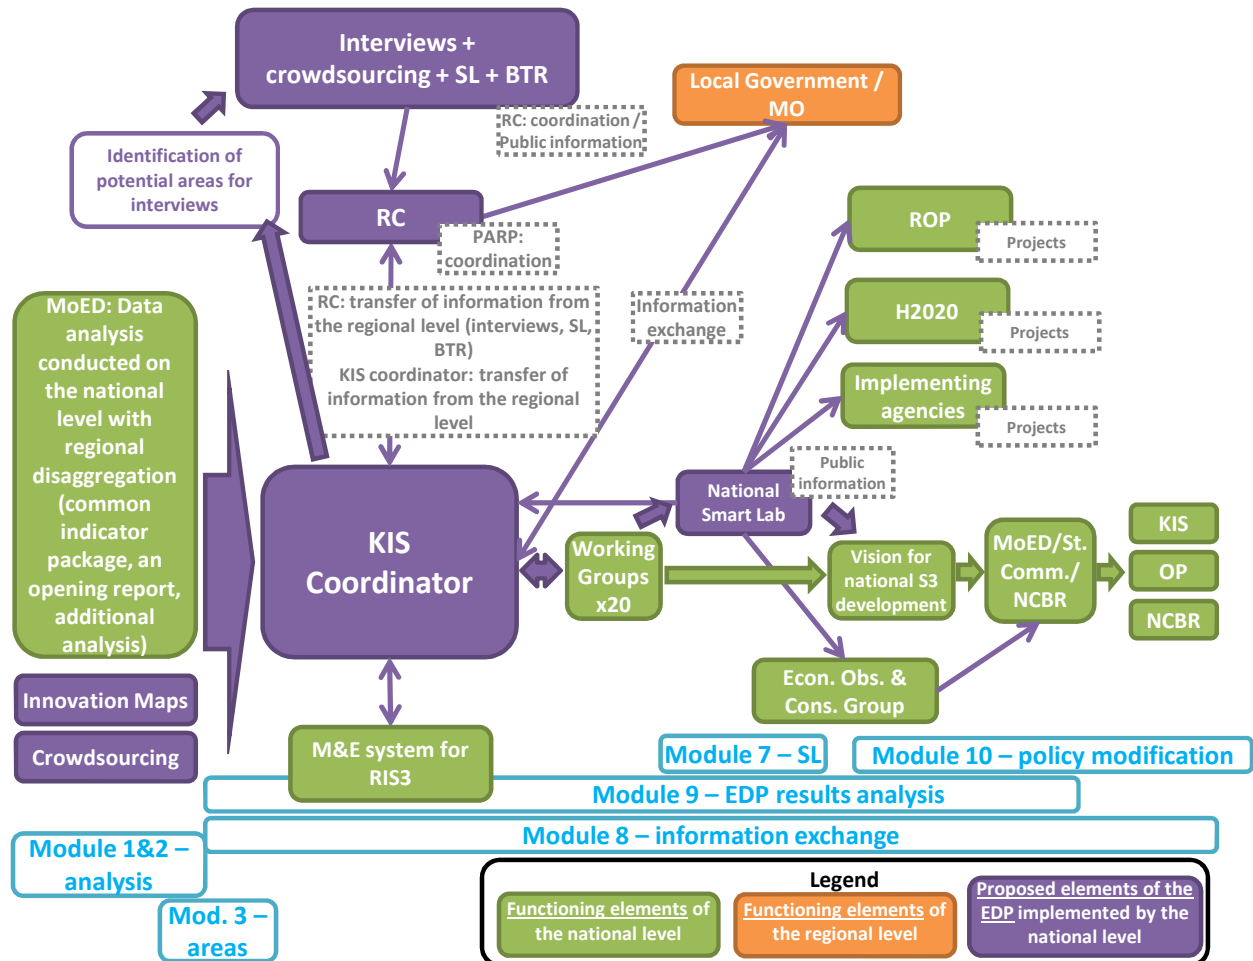 Interviews +
crowdsourcing + SL + BTR
Local Government /
MO
RC: coordination /
Public information
Identification of
potential areas for
interviews
RC
PARP:
coordination
ROP
Projects
H2020
Projects
Implementing
agencies
Projects
MoED: Data
analysis
conducted on
the national
level with
regional
disaggregation
(common
indicator
package, an
opening report,
additional
analysis)
RC: transfer of information from
the regional level (interviews, SL,
BTR)
KIS coordinator: transfer of
information from the regional
level
Information
exchange
Public
information
National
Smart Lab
KIS
Coordinator
Working
Groups
x20
Vision for
national S3
development
MoED/St.
Comm./
NCBR
KIS
OP
NCBR
Econ. Obs. &
Cons. Group
Innovation Maps
Crowdsourcing
M&E system for
RIS3
Module 7 – SL
Module 10 – policy modification
Module 9 – EDP results analysis
Module 8 – information exchange
Module 1&2 –
analysis
Mod. 3 –
areas
Legend
Functioning elements of
the national level
Functioning elements of
the regional level
Proposed elements of the
EDP implemented by the
national level